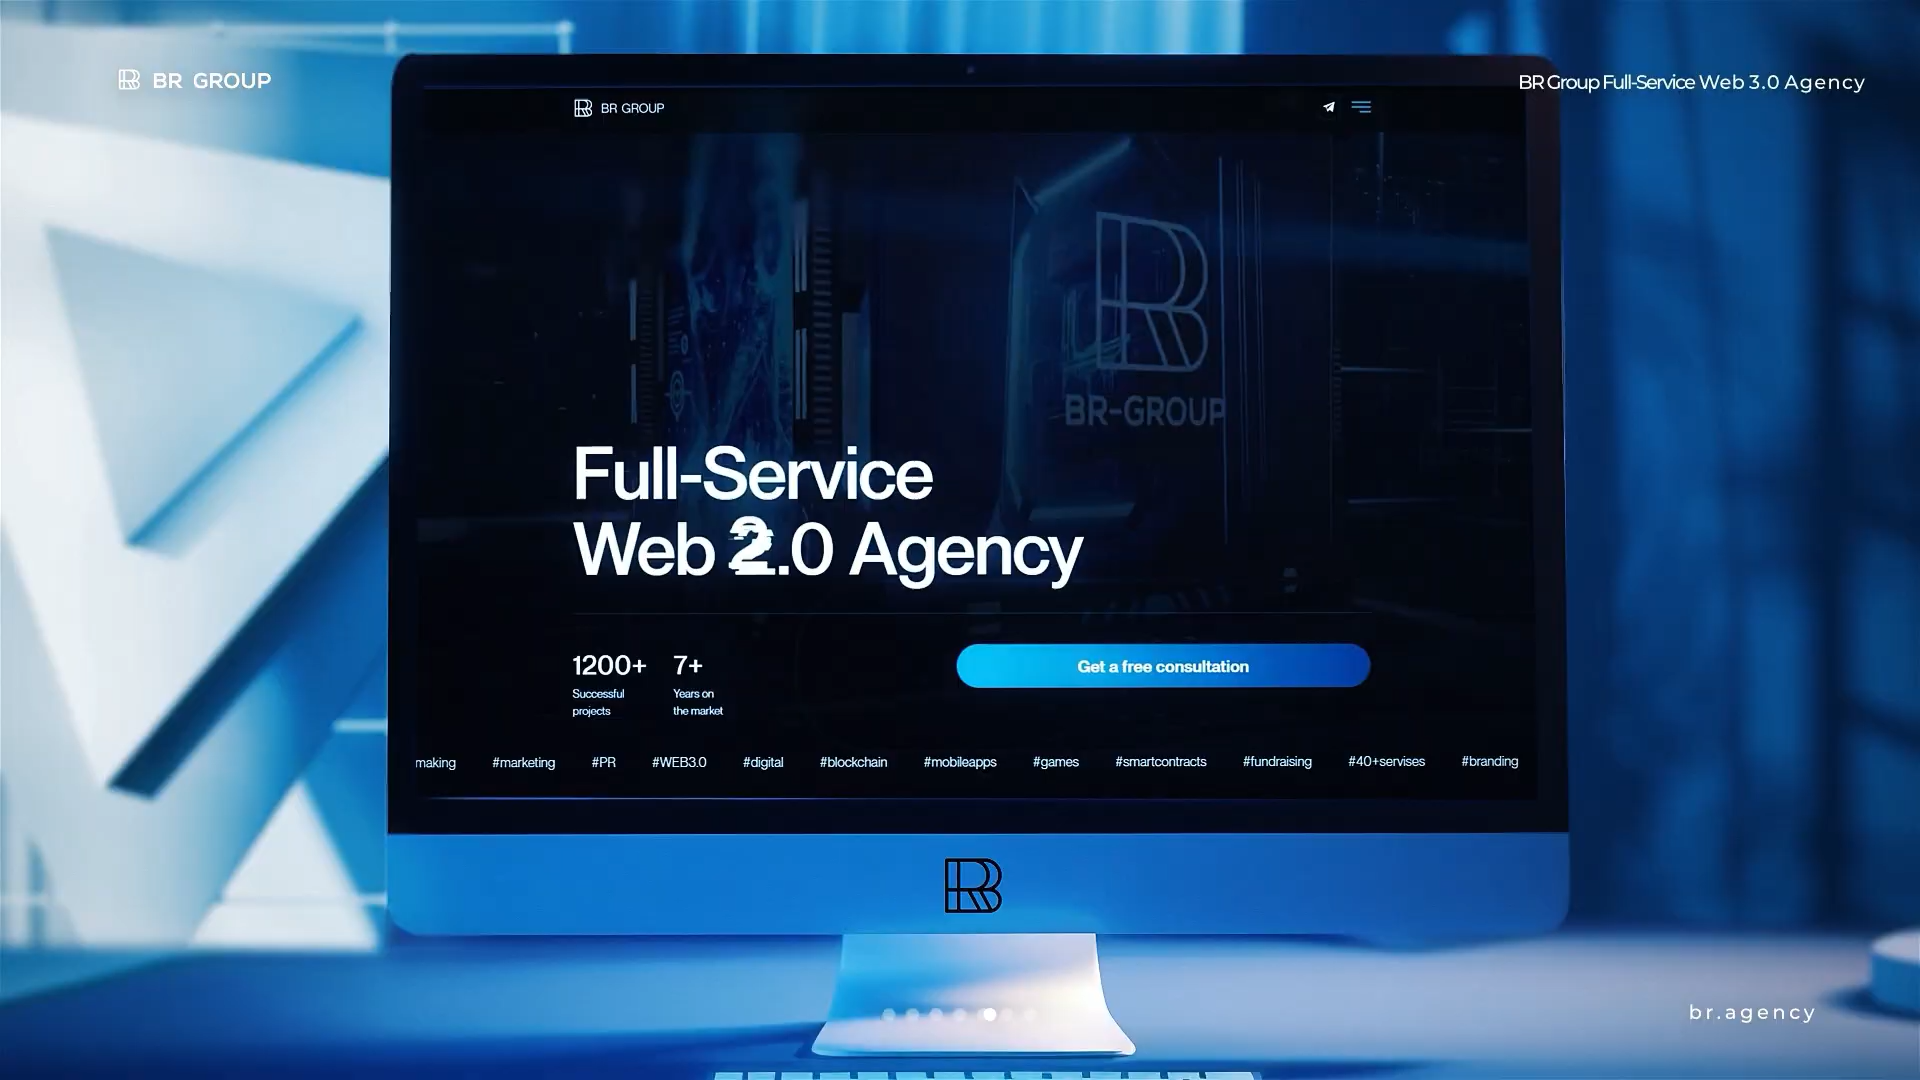 BR GROUP
BR Group Full-Service Web 3.0 Agency
BR GROUP
BR-GROUP
Full-Service
Web 2.0 Agency
1200+ 7+
Successful projects
Years on the market
Get a free consultation
making #marketing #PR #WEB3.0 #digital #blockchain #mobileapps #games #smartcontracts #fundraising #40+servises #branding
br.agency